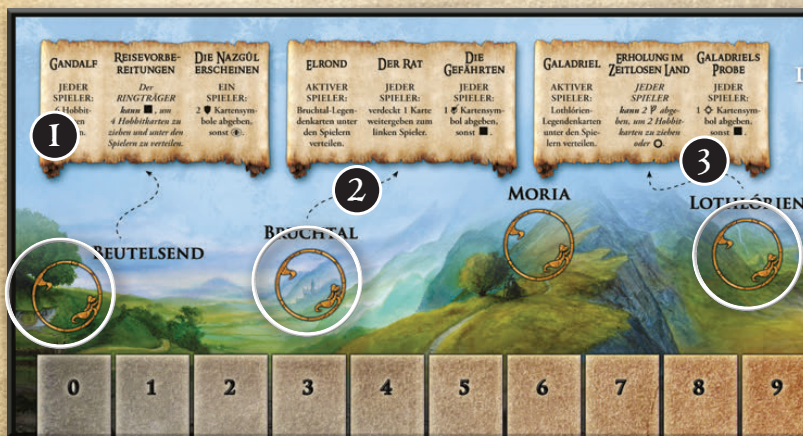 GANDALF
JEDER
SPIELER:
6 Hobbit-
REISEVORBE-
REITUNGEN
Der
RINGTRÄGER
kann ■, um
4 Hobbitkarten zu
ziehen und unter den
Spielern zu verteilen.
DIE NAZGÛL
ERSCHEINEN
EIN
SPIELER:
2 Kartensym-
bole abgeben,
sonst
ELROND
AKTIVER
SPIELER:
Bruchtal-Legen-
denkarten unter
den Spielern
verteilen.
DER RAT
JEDER
SPIELER:
verdeckt 1 Karte
weitergeben zum
linken Spieler.
DIE
GEFÄHRTEN
JEDER
SPIELER:
1 Kartensym-
bol abgeben,
sonst ■.
GALADRIEL
AKTIVER
SPIELER:
Lothlórien-
Legendenkarten
unter den Spie-
lern verteilen.
ERHOLUNG IM
ZEITLOSEN LAND
JEDER
SPIELER
kann 2 abge-
ben, um 2 Hobbit-
karten zu ziehen
oder
GALADRIELS
PROBE
JEDER
SPIELER:
1 Kartensym-
bol abgeben,
sonst ■.
1
2
3
BEUTELSEND
BRUCHTAL
MORIA
LOTHLÓRIEN
0 1 2 3 4 5 6 7 8 9